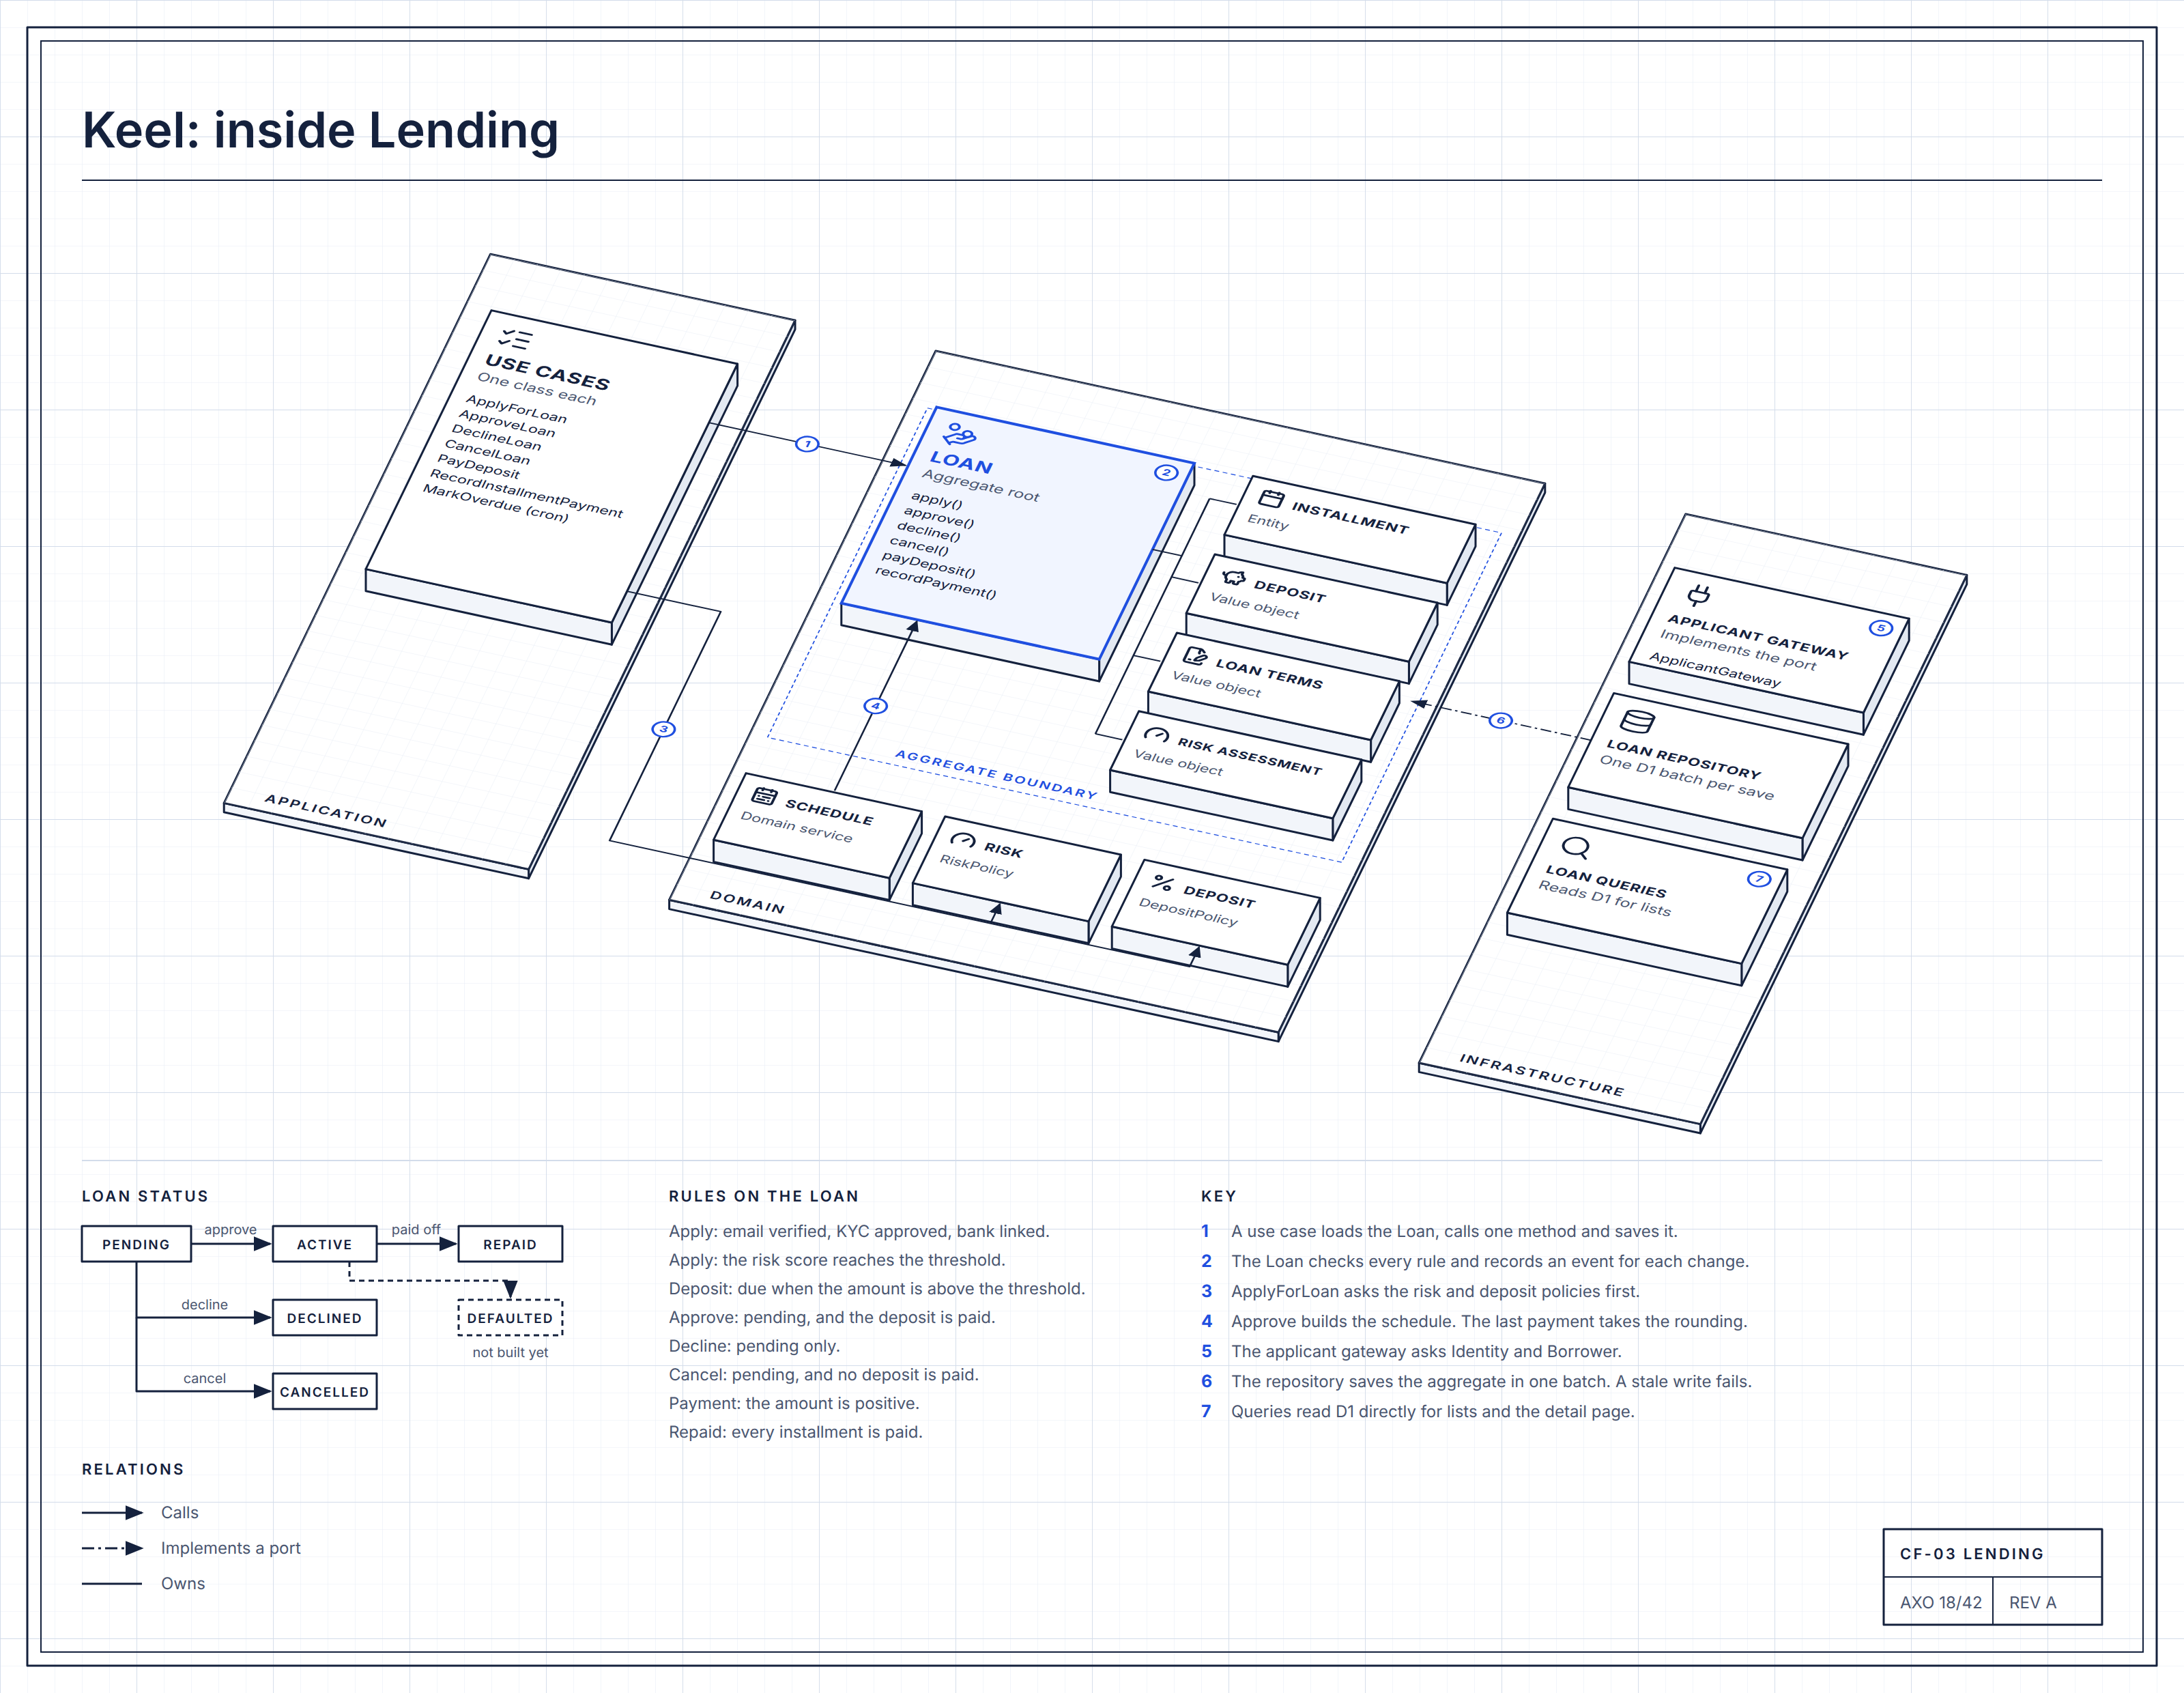 Keel: inside Lending
USE CASES
One class each
ApplyForLoan
ApproveLoan
DeclineLoan
CancelLoan
PayDeposit
RecordInstallmentPayment
MarkOverdue (cron)
APPLICATION
1
3
LOAN
2
Aggregate root
apply()
approve()
decline()
cancel()
payDeposit()
recordPayment()
INSTALLMENT
Entity
DEPOSIT
Value object
LOAN TERMS
Value object
RISK ASSESSMENT
Value object
4
AGGREGATE BOUNDARY
SCHEDULE
Domain service
RISK
RiskPolicy
DEPOSIT
DepositPolicy
DOMAIN
6
APPLICANT GATEWAY
5
Implements the port
ApplicantGateway
LOAN REPOSITORY
One D1 batch per save
LOAN QUERIES
7
Reads D1 for lists
INFRASTRUCTURE
LOAN STATUS
PENDING
approve
ACTIVE
paid off
REPAID
decline
DECLINED
DEFAULTED
not built yet
cancel
CANCELLED
RELATIONS
Calls
Implements a port
Owns
RULES ON THE LOAN
Apply: email verified, KYC approved, bank linked.
Apply: the risk score reaches the threshold.
Deposit: due when the amount is above the threshold.
Approve: pending, and the deposit is paid.
Decline: pending only.
Cancel: pending, and no deposit is paid.
Payment: the amount is positive.
Repaid: every installment is paid.
KEY
1 A use case loads the Loan, calls one method and saves it.
2 The Loan checks every rule and records an event for each change.
3 ApplyForLoan asks the risk and deposit policies first.
4 Approve builds the schedule. The last payment takes the rounding.
5 The applicant gateway asks Identity and Borrower.
6 The repository saves the aggregate in one batch. A stale write fails.
7 Queries read D1 directly for lists and the detail page.
CF-03 LENDING
AXO 18/42 REV A